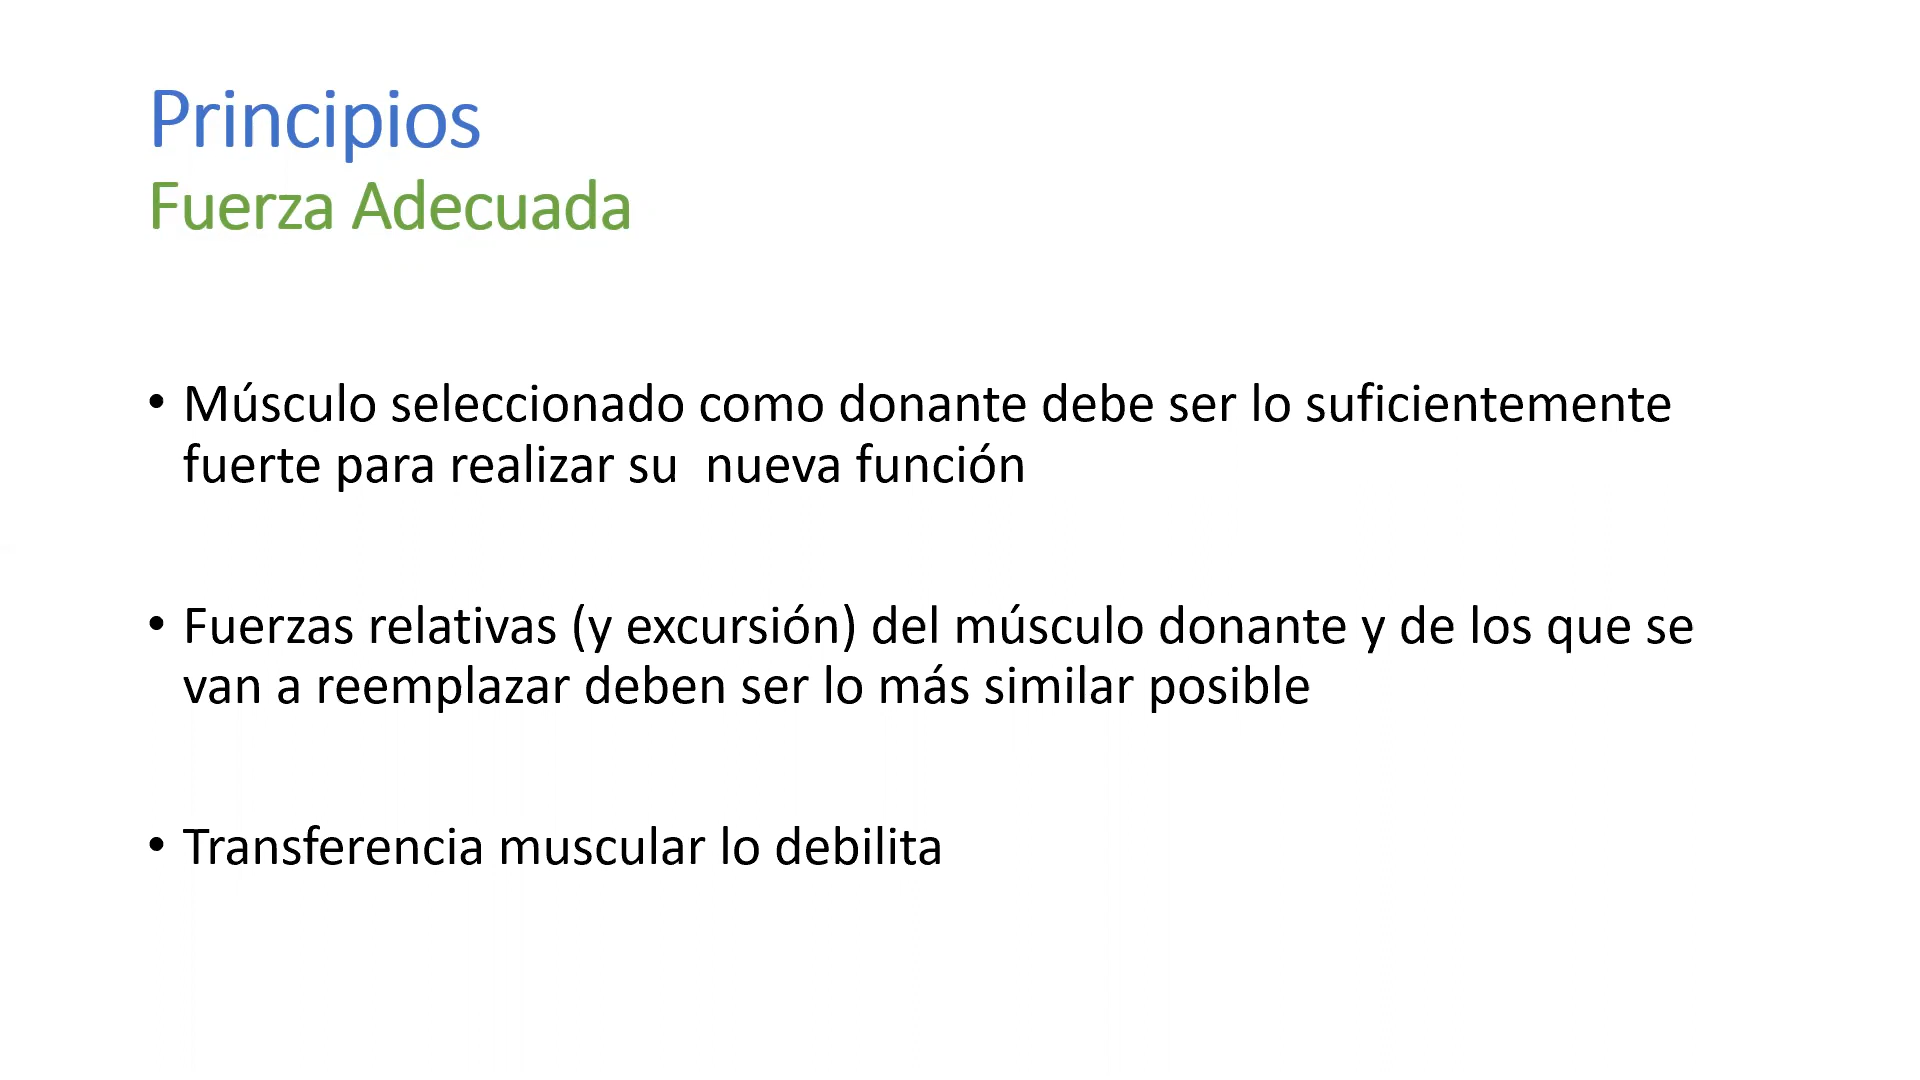 Principios
Fuerza Adecuada
• Músculo seleccionado como donante debe ser lo suficientemente
fuerte para realizar su  nueva función
• Fuerzas relativas (y excursión) del músculo donante y de los que se
van a reemplazar deben ser lo más similar posible
• Transferencia muscular lo debilita